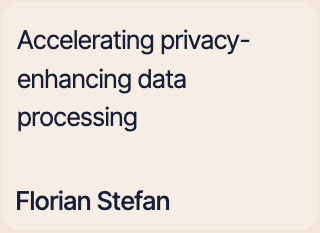 Accelerating privacy-
enhancing data
processing
Florian Stefan